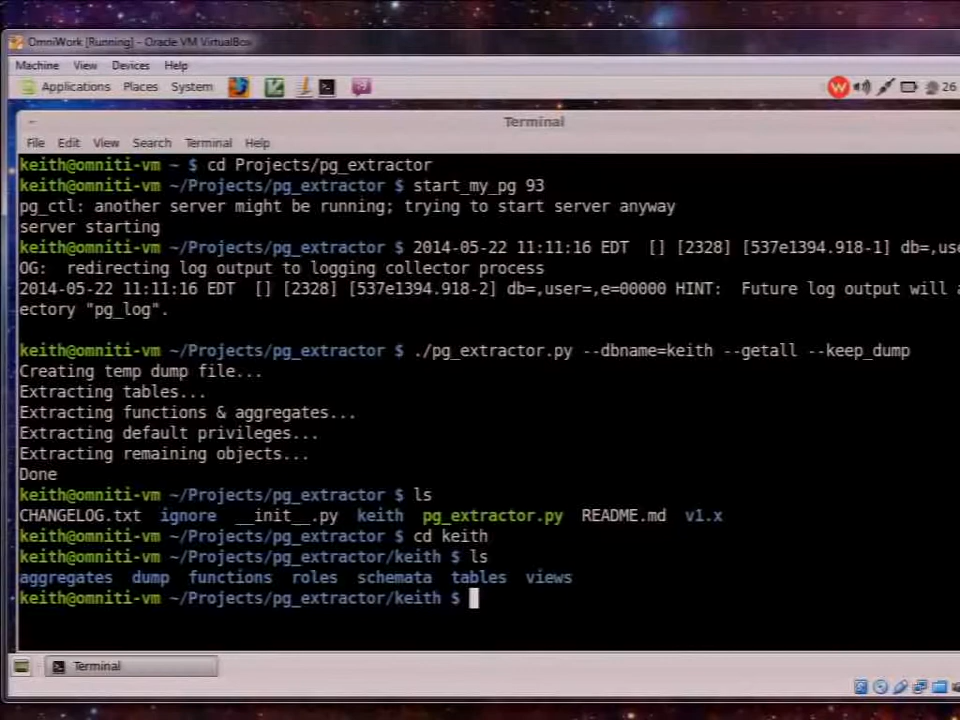 OmniWork [Running] - Oracle VM VirtualBox
Machine View Devices Help
Applications Places System 26
Terminal
File Edit View Search Terminal Help
keith@omniti-vm ~ $ cd Projects/pg_extractor
keith@omniti-vm ~/Projects/pg_extractor $ start_my_pg 93
pg_ctl: another server might be running; trying to start server anyway
server starting
keith@omniti-vm ~/Projects/pg_extractor $ 2014-05-22 11:11:16 EDT [] [2328] [537e1394.918-1] db=,use
OG: redirecting log output to logging collector process
2014-05-22 11:11:16 EDT [] [2328] [537e1394.918-2] db=,user=,e=00000 HINT: Future log output will a
ectory "pg_log".
keith@omniti-vm ~/Projects/pg_extractor $ ./pg_extractor.py --dbname=keith --getall --keep_dump
Creating temp dump file...
Extracting tables...
Extracting functions & aggregates...
Extracting default privileges...
Extracting remaining objects...
Done
keith@omniti-vm ~/Projects/pg_extractor $ ls
CHANGELOG.txt ignore __init__.py keith pg_extractor.py README.md v1.x
keith@omniti-vm ~/Projects/pg_extractor $ cd keith
keith@omniti-vm ~/Projects/pg_extractor/keith $ ls
aggregates dump functions roles schemata tables views
keith@omniti-vm ~/Projects/pg_extractor/keith $
Terminal